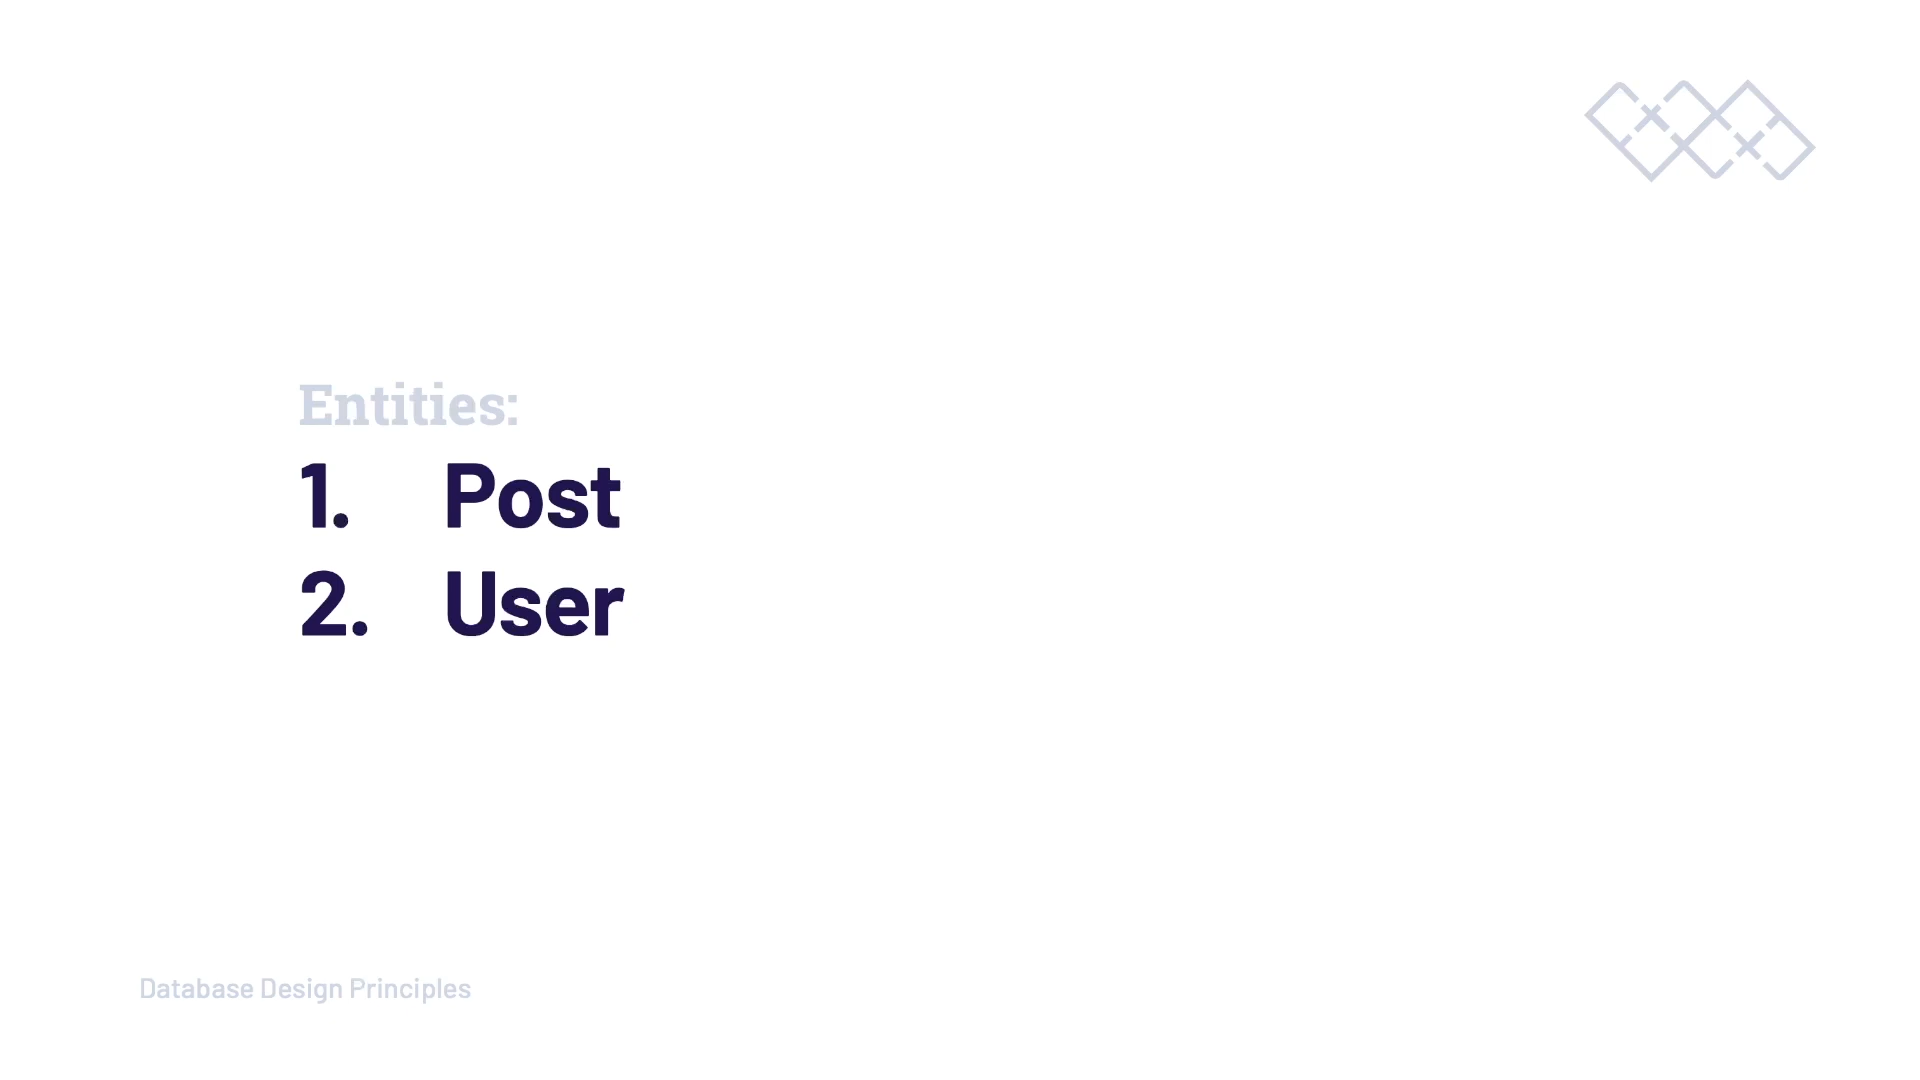 Entities:
1. Post
2. User
Database Design Principles